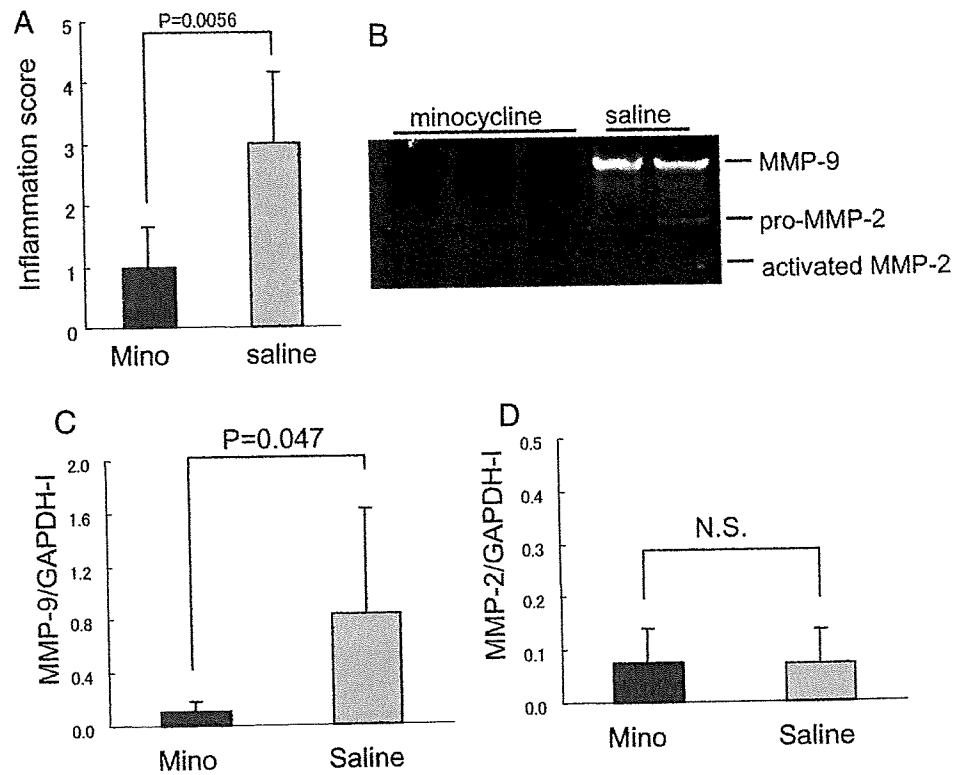 A
P=0.0056
Inflammation score
5
4
3
2
1
0
Mino
saline
B
minocycline
saline
MMP-9
pro-MMP-2
activated MMP-2
C
P=0.047
MMP-9/GAPDH-I
2.0
1.6
1.2
0.8
0.4
0.0
Mino
Saline
D
N.S.
MMP-2/GAPDH-I
0.5
0.4
0.3
0.2
0.1
0.0
Mino
Saline